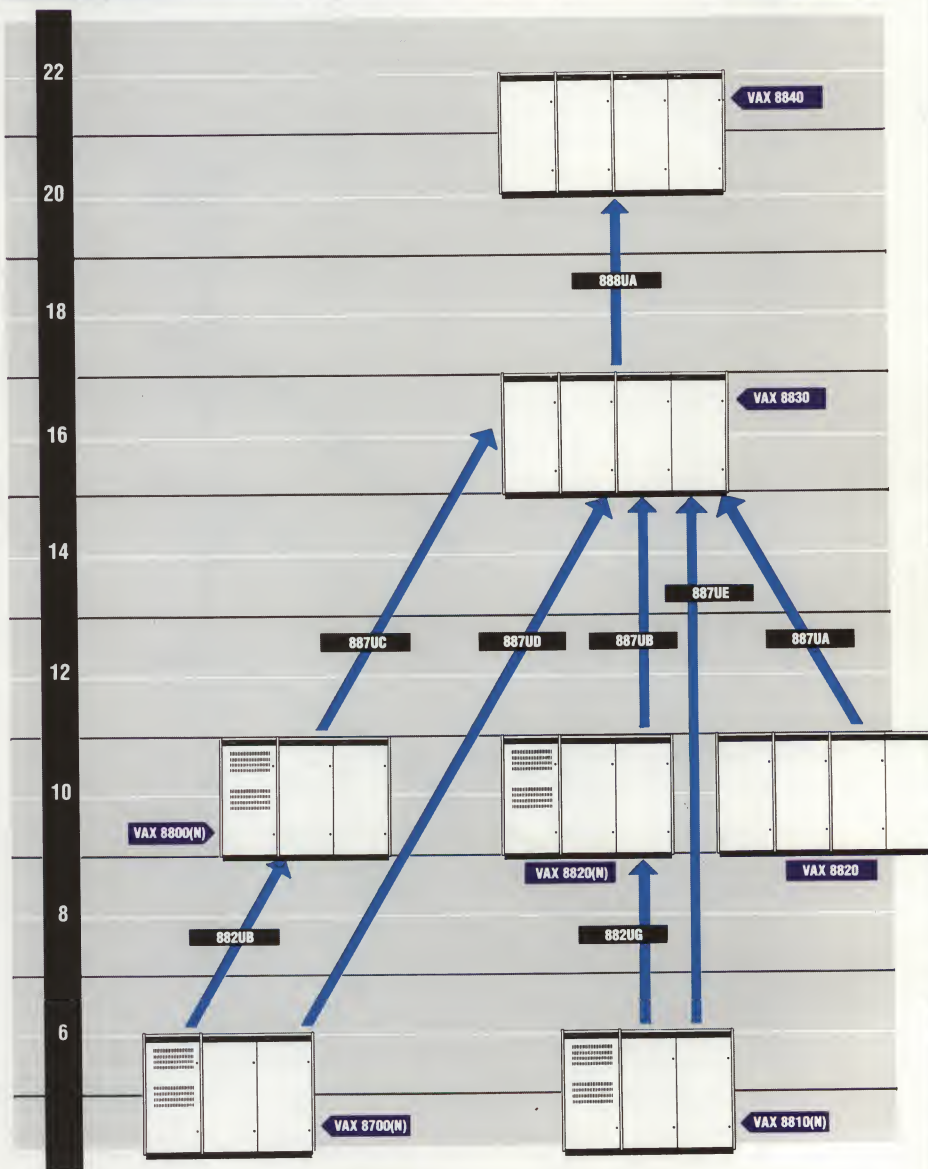 22
VAX 8840
20
888UA
18
VAX 8830
16
14
887UE
887UC
887UD
887UB
887UA
12
10
VAX 8800(N)
VAX 8820(N)
VAX 8820
8
882UB
882UG
6
VAX 8700(N)
VAX 8810(N)